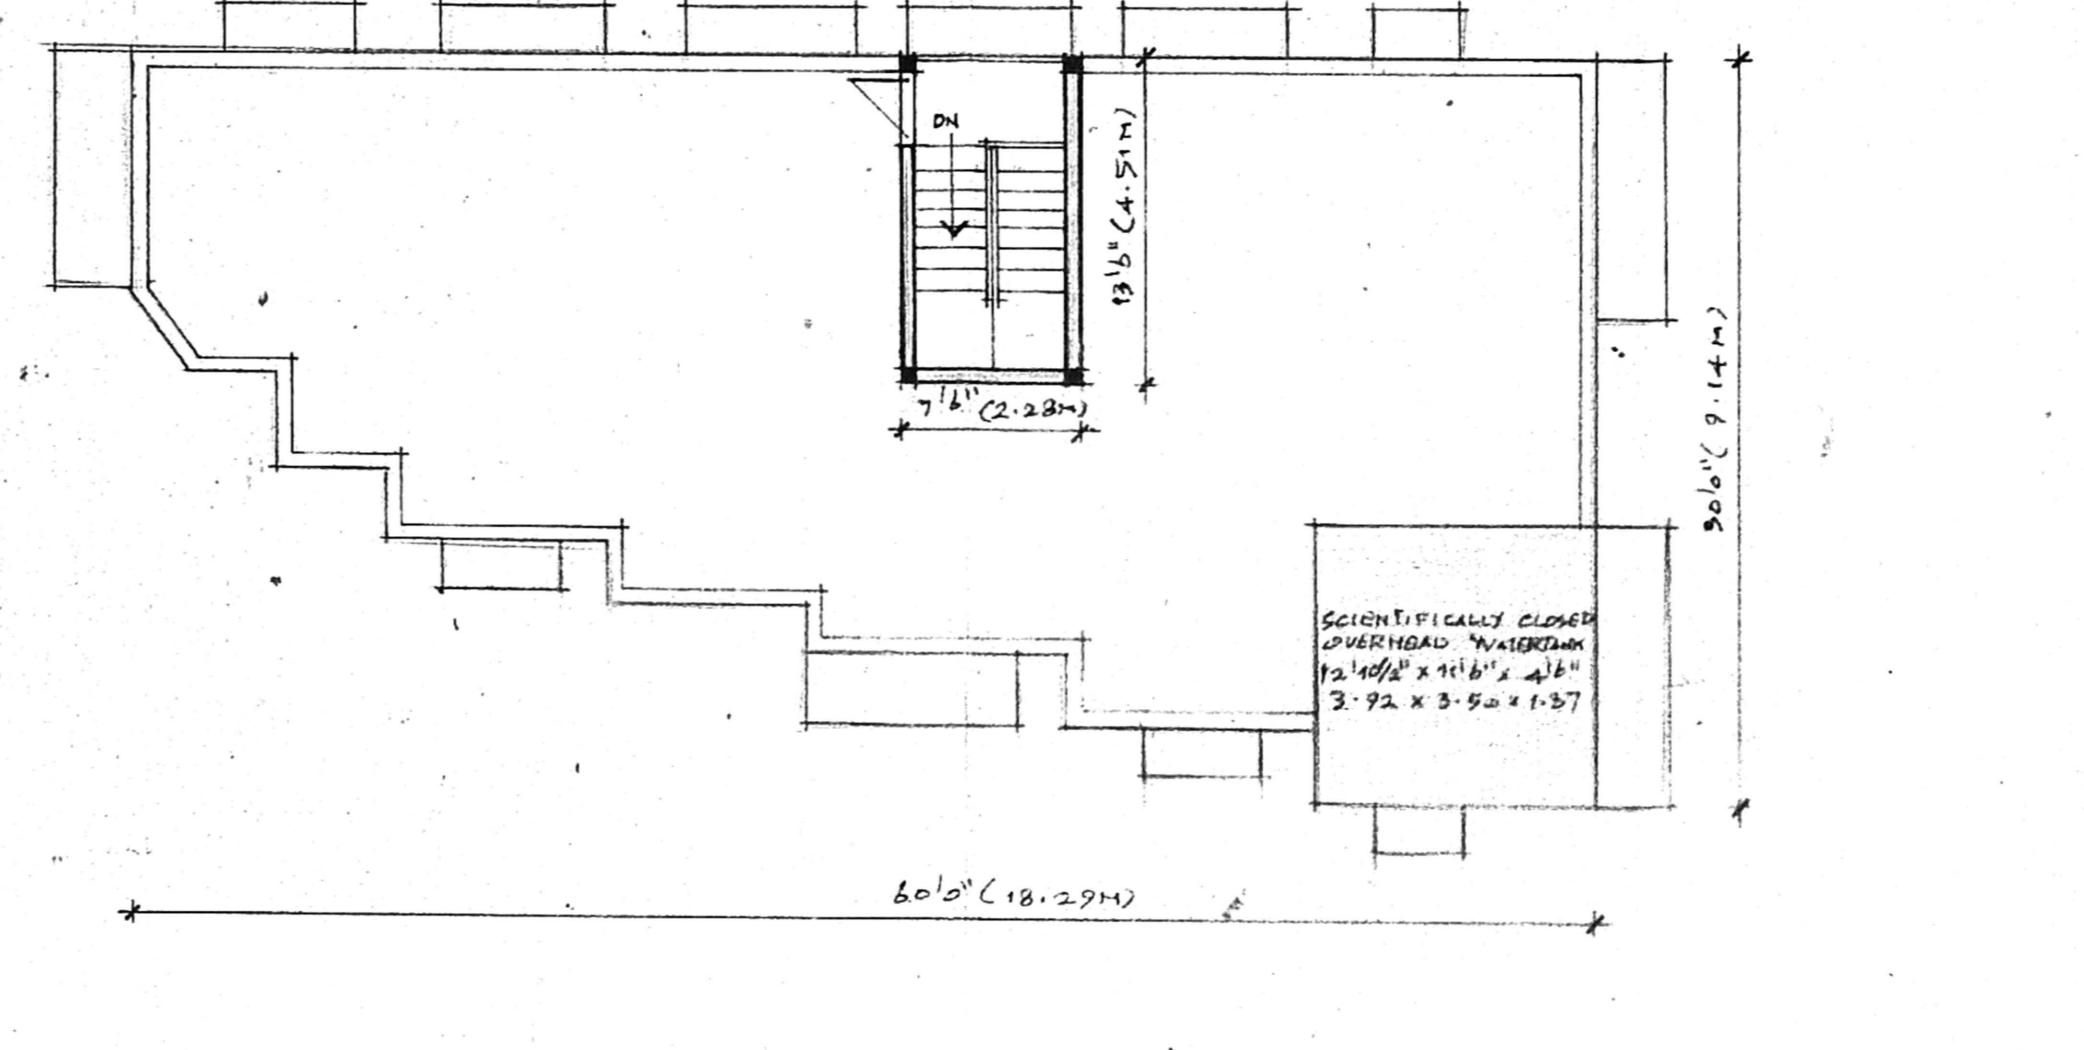 DN
13'6" (4.51M)
7'6" (2.28M)
30'0" (9.14M)
SCIENTIFICALLY CLOSED
OVERHEAD WATERTANK
12'10½" x 11'6" x 4'6"
3.92 x 3.50 x 1.37
60'0" (18.29M)